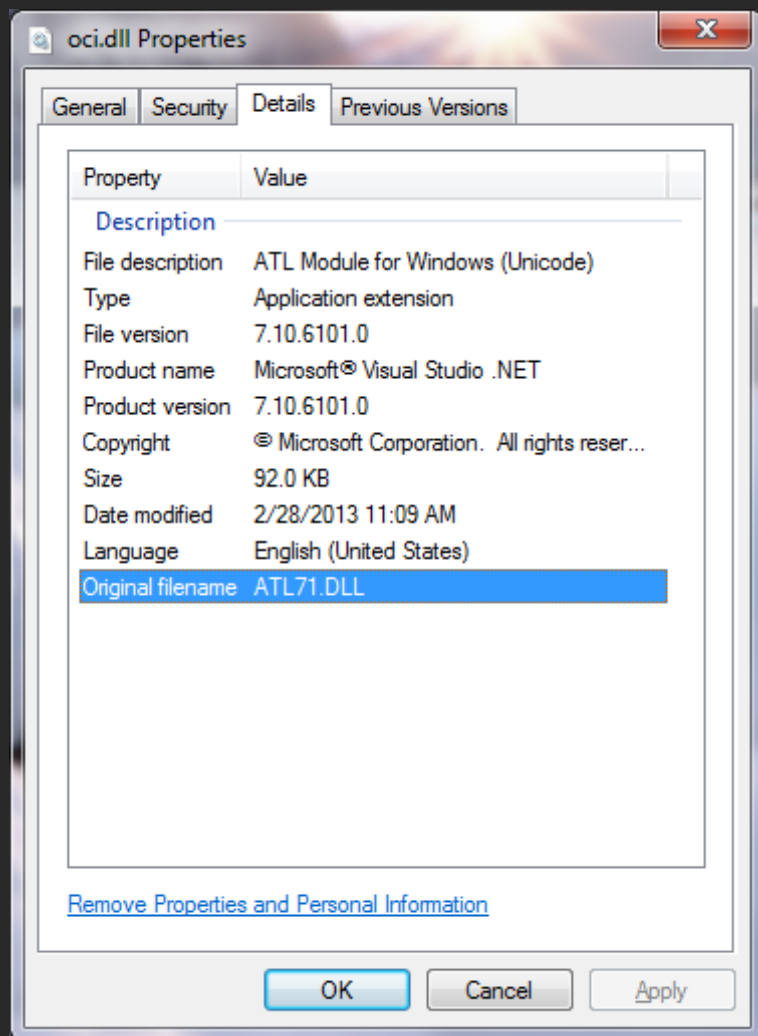 oci.dll Properties
General Security Details Previous Versions
Property Value
Description
File description ATL Module for Windows (Unicode)
Type Application extension
File version 7.10.6101.0
Product name Microsoft® Visual Studio .NET
Product version 7.10.6101.0
Copyright © Microsoft Corporation.  All rights reser...
Size 92.0 KB
Date modified 2/28/2013 11:09 AM
Language English (United States)
Original filename ATL71.DLL
Remove Properties and Personal Information
OK Cancel Apply